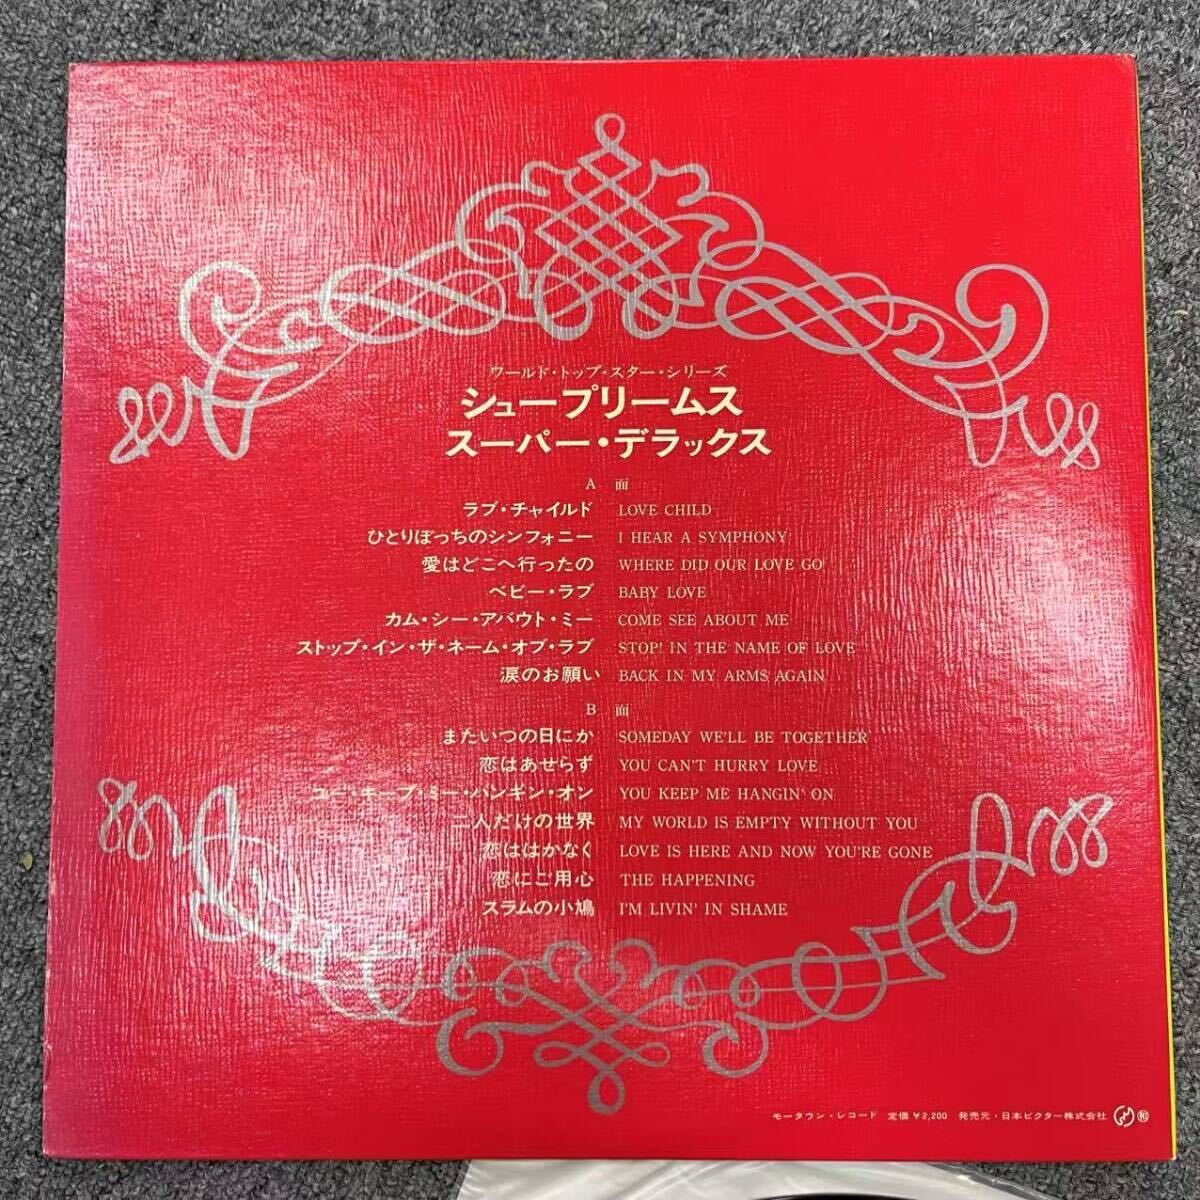 ワールド・トップ・スター・シリーズ
シュープリームス
スーパー・デラックス
A 面
ラブ・チャイルド LOVE CHILD
ひとりぼっちのシンフォニー I HEAR A SYMPHONY
愛はどこへ行ったの WHERE DID OUR LOVE GO
ベビー・ラブ BABY LOVE
カム・シー・アバウト・ミー COME SEE ABOUT ME
ストップ・イン・ザ・ネーム・オブ・ラブ STOP! IN THE NAME OF LOVE
涙のお願い BACK IN MY ARMS AGAIN
B 面
またいつの日にか SOMEDAY WE'LL BE TOGETHER
恋はあせらず YOU CAN'T HURRY LOVE
ユー・キープ・ミー・ハンギン・オン YOU KEEP ME HANGIN' ON
二人だけの世界 MY WORLD IS EMPTY WITHOUT YOU
恋ははかなく LOVE IS HERE AND NOW YOU'RE GONE
恋にご用心 THE HAPPENING
スラムの小鳩 I'M LIVIN' IN SHAME
モータウン・レコード 定価¥2,200 発売元・日本ビクター株式会社